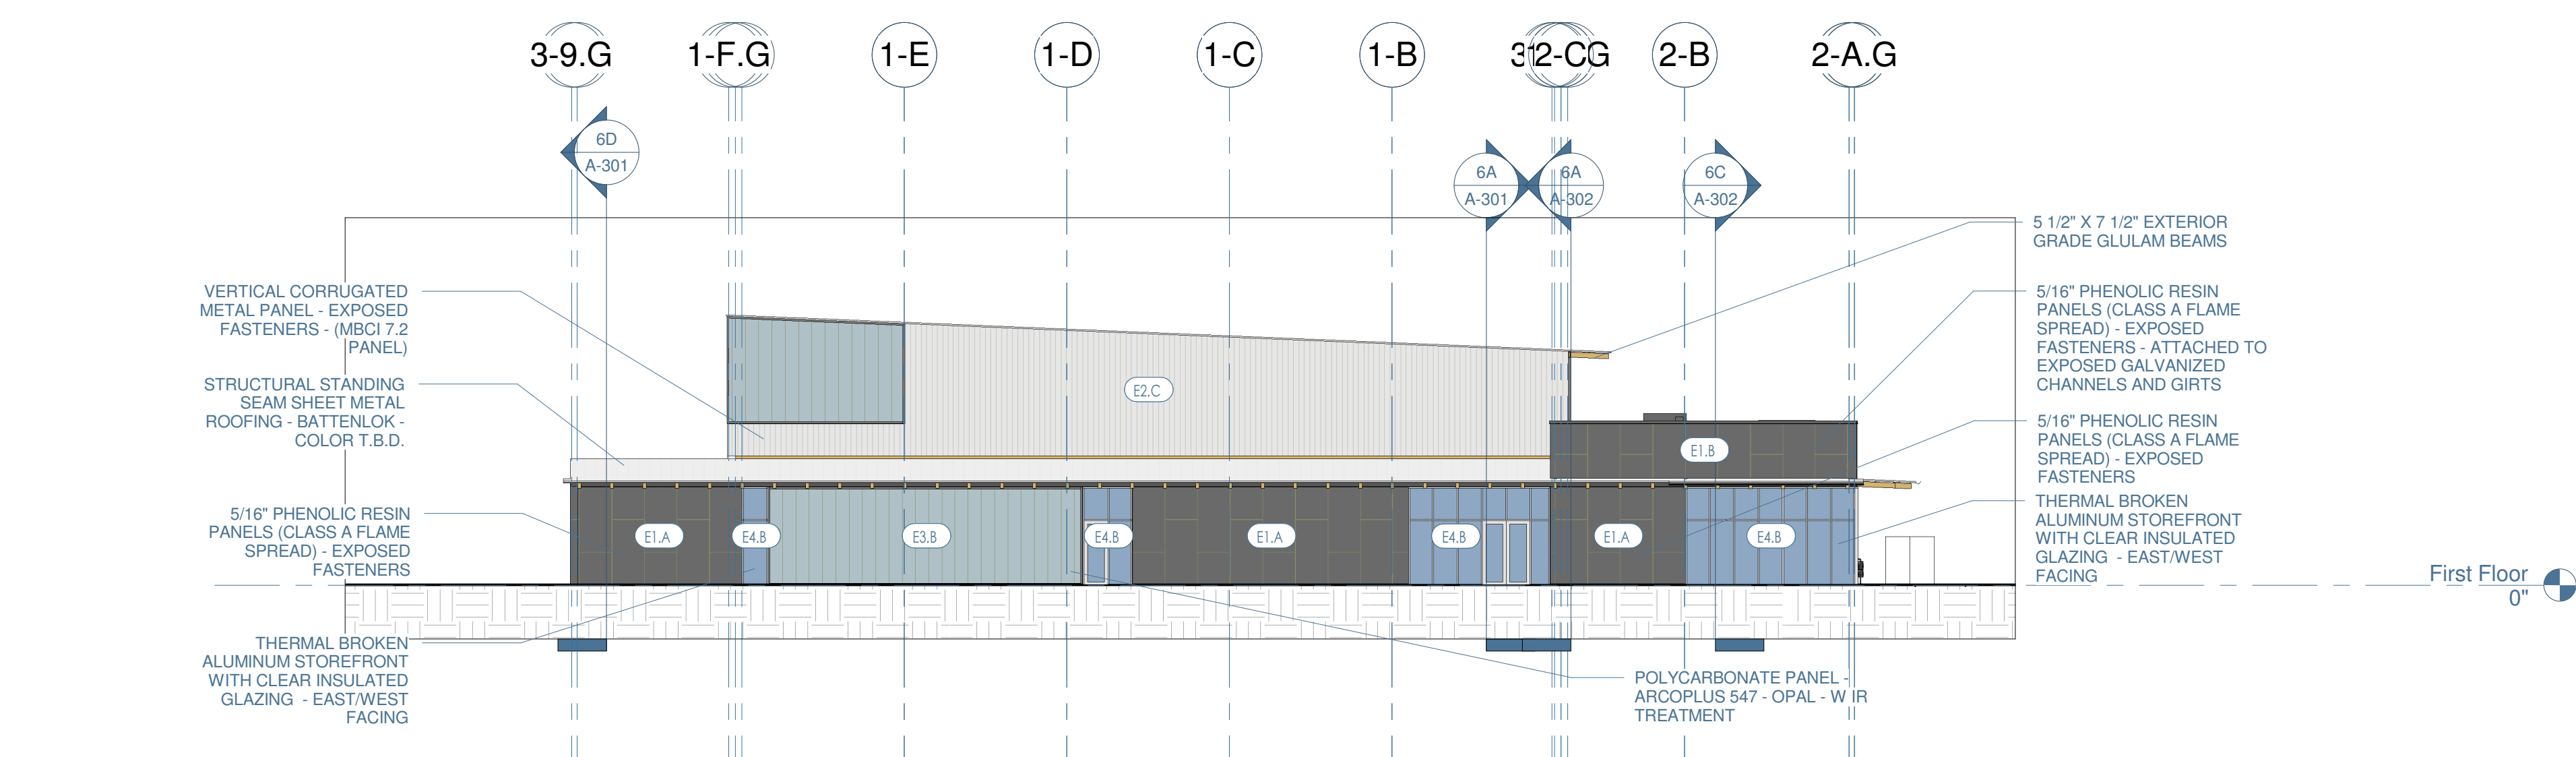 3-9.G
1-F.G
1-E
1-D
1-C
1-B
2-C
2-B
2-A.G
6D
A-301
6A
A-301
6A
A-302
6C
A-302
VERTICAL CORRUGATED
METAL PANEL - EXPOSED
FASTENERS - (MBCI 7.2
PANEL)
STRUCTURAL STANDING
SEAM SHEET METAL
ROOFING - BATTENLOK -
COLOR T.B.D.
5/16" PHENOLIC RESIN
PANELS (CLASS A FLAME
SPREAD) - EXPOSED
FASTENERS
THERMAL BROKEN
ALUMINUM STOREFRONT
WITH CLEAR INSULATED
GLAZING - EAST/WEST
FACING
E2.C
E1.B
E1.A
E4.B
E3.B
E4.B
E1.A
E4.B
E1.A
E4.B
5 1/2" X 7 1/2" EXTERIOR
GRADE GLULAM BEAMS
5/16" PHENOLIC RESIN
PANELS (CLASS A FLAME
SPREAD) - EXPOSED
FASTENERS - ATTACHED TO
EXPOSED GALVANIZED
CHANNELS AND GIRTS
5/16" PHENOLIC RESIN
PANELS (CLASS A FLAME
SPREAD) - EXPOSED
FASTENERS
THERMAL BROKEN
ALUMINUM STOREFRONT
WITH CLEAR INSULATED
GLAZING - EAST/WEST
FACING
POLYCARBONATE PANEL -
ARCOPLUS 547 - OPAL - W IR
TREATMENT
First Floor
0"